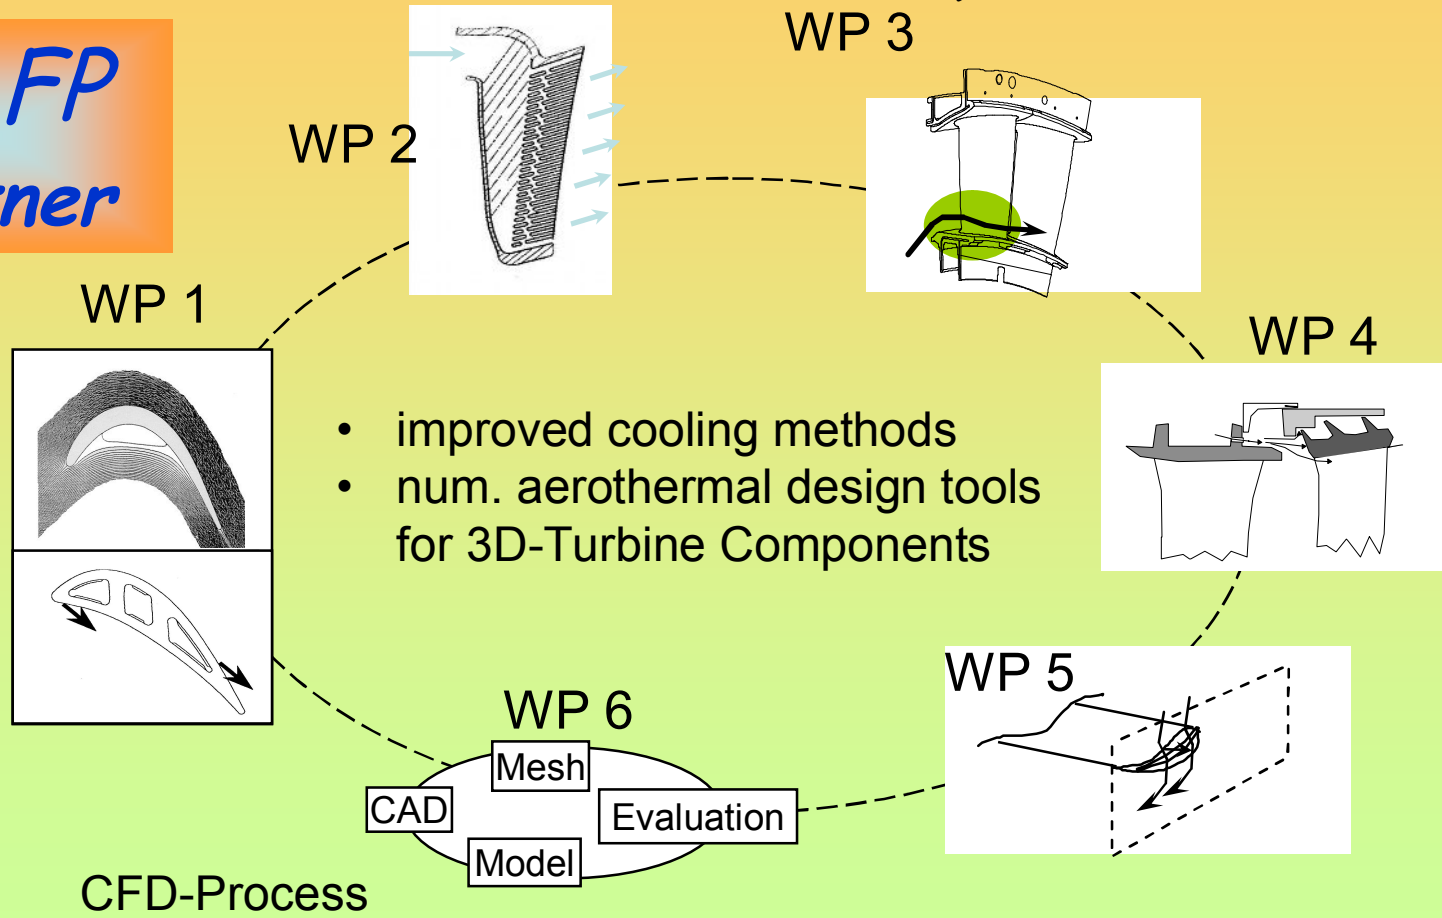 WP 3
FP
WP 2
WP 1
WP 4
• improved cooling methods
• num. aerothermal design tools
for 3D-Turbine Components
WP 5
WP 6
Mesh
CAD
Evaluation
Model
CFD-Process